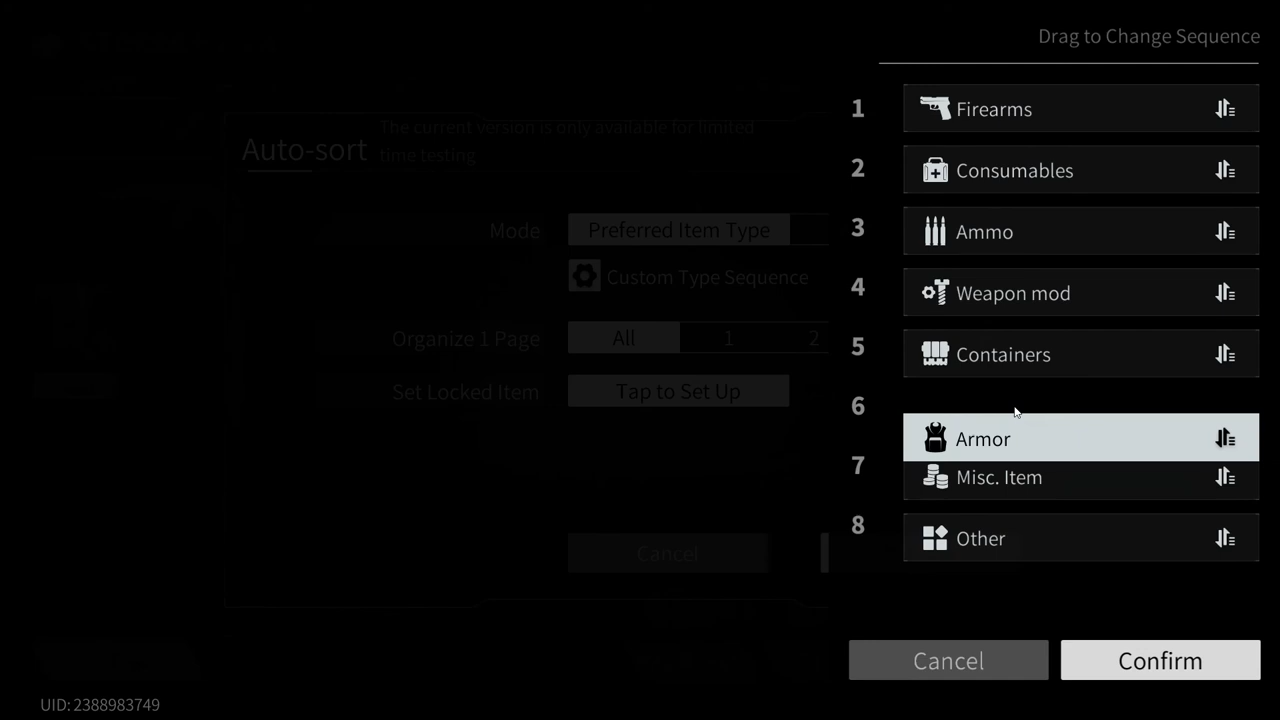 Drag to Change Sequence
1 Firearms
2 Consumables
3 Ammo
4 Weapon mod
5 Containers
6
Armor
7 Misc. Item
8 Other
Cancel Confirm
The current version is only available for limited
time testing
Auto-sort
Mode Preferred Item Type
Custom Type Sequence
Organize 1 Page All 1 2
Set Locked Item Tap to Set Up
Cancel
UID: 2388983749